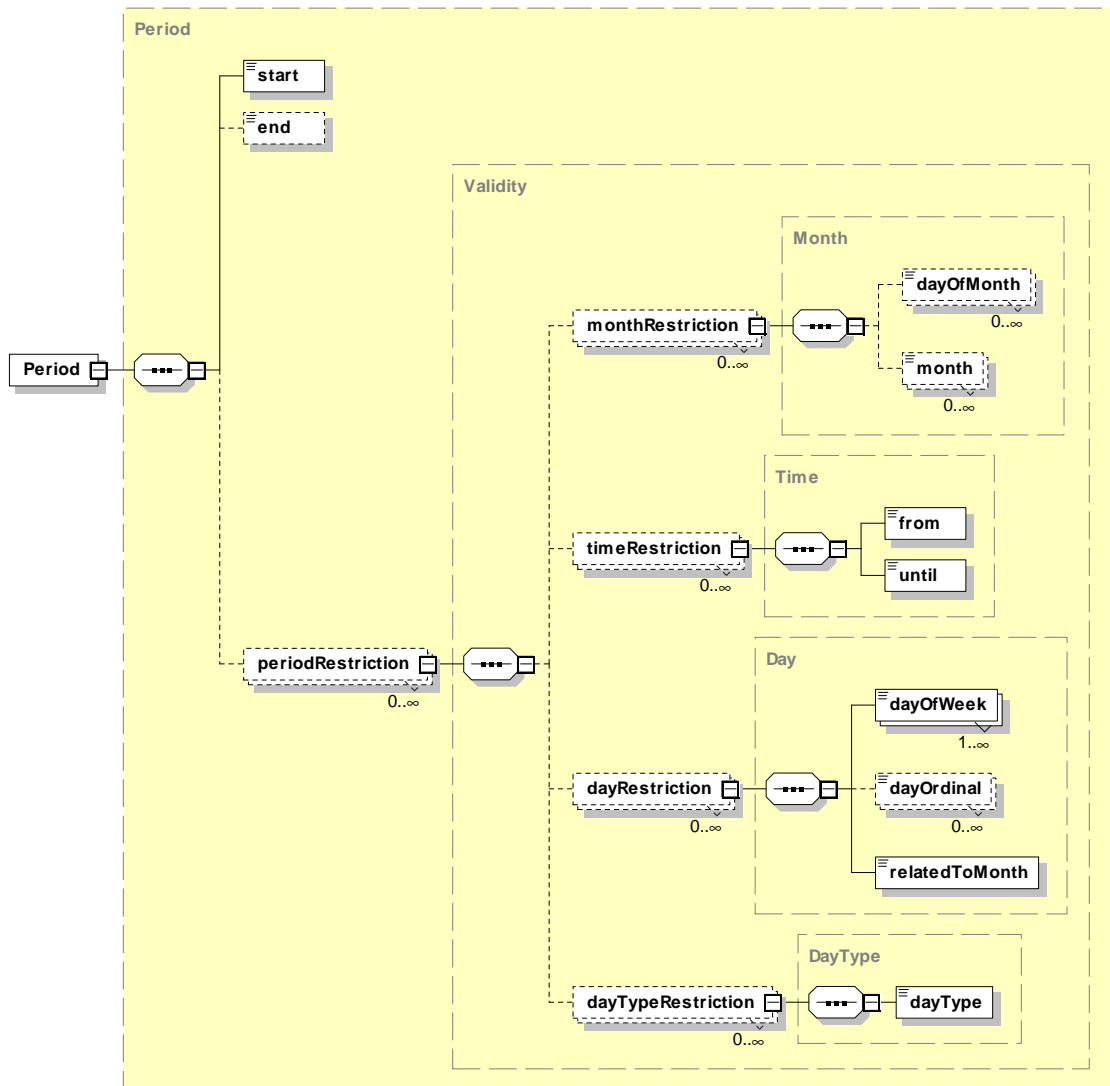 Period
start
end
Validity
Month
dayOfMonth
0..∞
monthRestriction
0..∞
month
0..∞
Period
Time
from
timeRestriction
0..∞
until
periodRestriction
0..∞
Day
dayOfWeek
1..∞
dayRestriction
0..∞
dayOrdinal
0..∞
relatedToMonth
DayType
dayTypeRestriction
0..∞
dayType